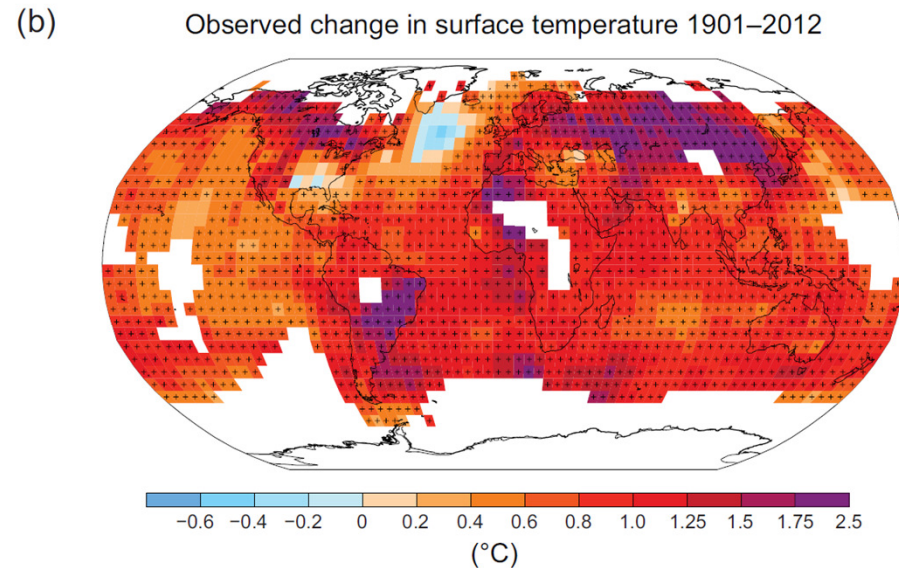 (b)
Observed change in surface temperature 1901–2012
−0.6 −0.4 −0.2 0 0.2 0.4 0.6 0.8 1.0 1.25 1.5 1.75 2.5
(°C)